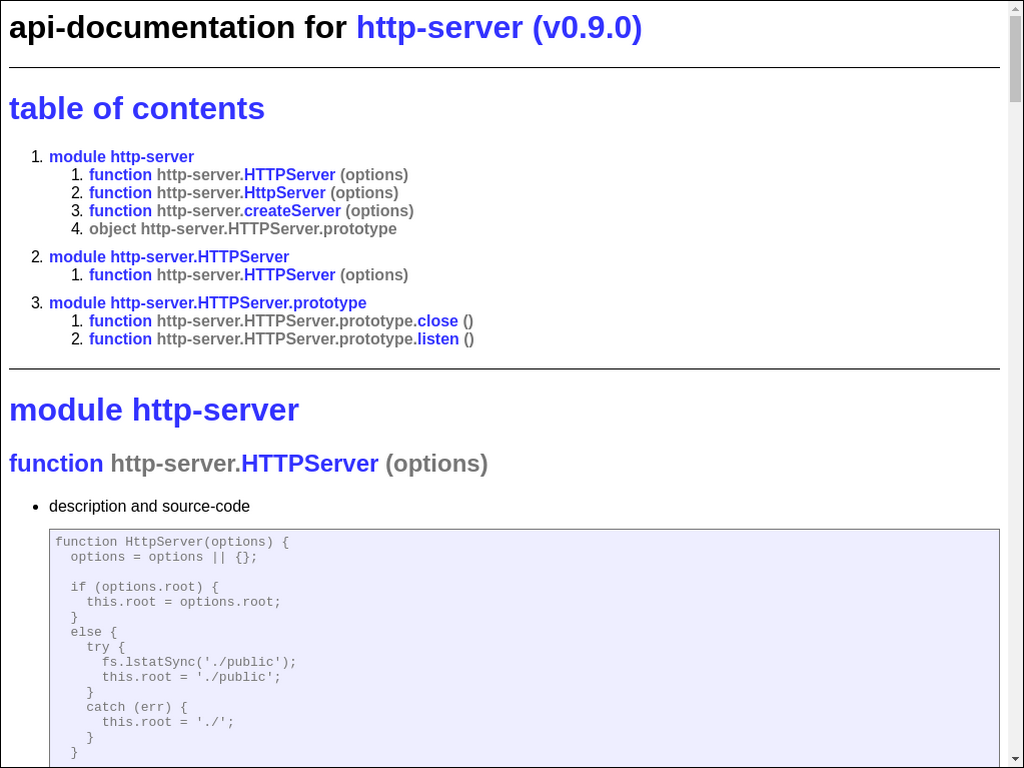 api-documentation for http-server (v0.9.0)
table of contents
1. module http-server
1. function http-server.HTTPServer (options)
2. function http-server.HttpServer (options)
3. function http-server.createServer (options)
4. object http-server.HTTPServer.prototype
2. module http-server.HTTPServer
1. function http-server.HTTPServer (options)
3. module http-server.HTTPServer.prototype
1. function http-server.HTTPServer.prototype.close ()
2. function http-server.HTTPServer.prototype.listen ()
module http-server
function http-server.HTTPServer (options)
• description and source-code
function HttpServer(options) {
  options = options || {};
  if (options.root) {
    this.root = options.root;
  }
  else {
    try {
      fs.lstatSync('./public');
      this.root = './public';
    }
    catch (err) {
      this.root = './';
    }
  }